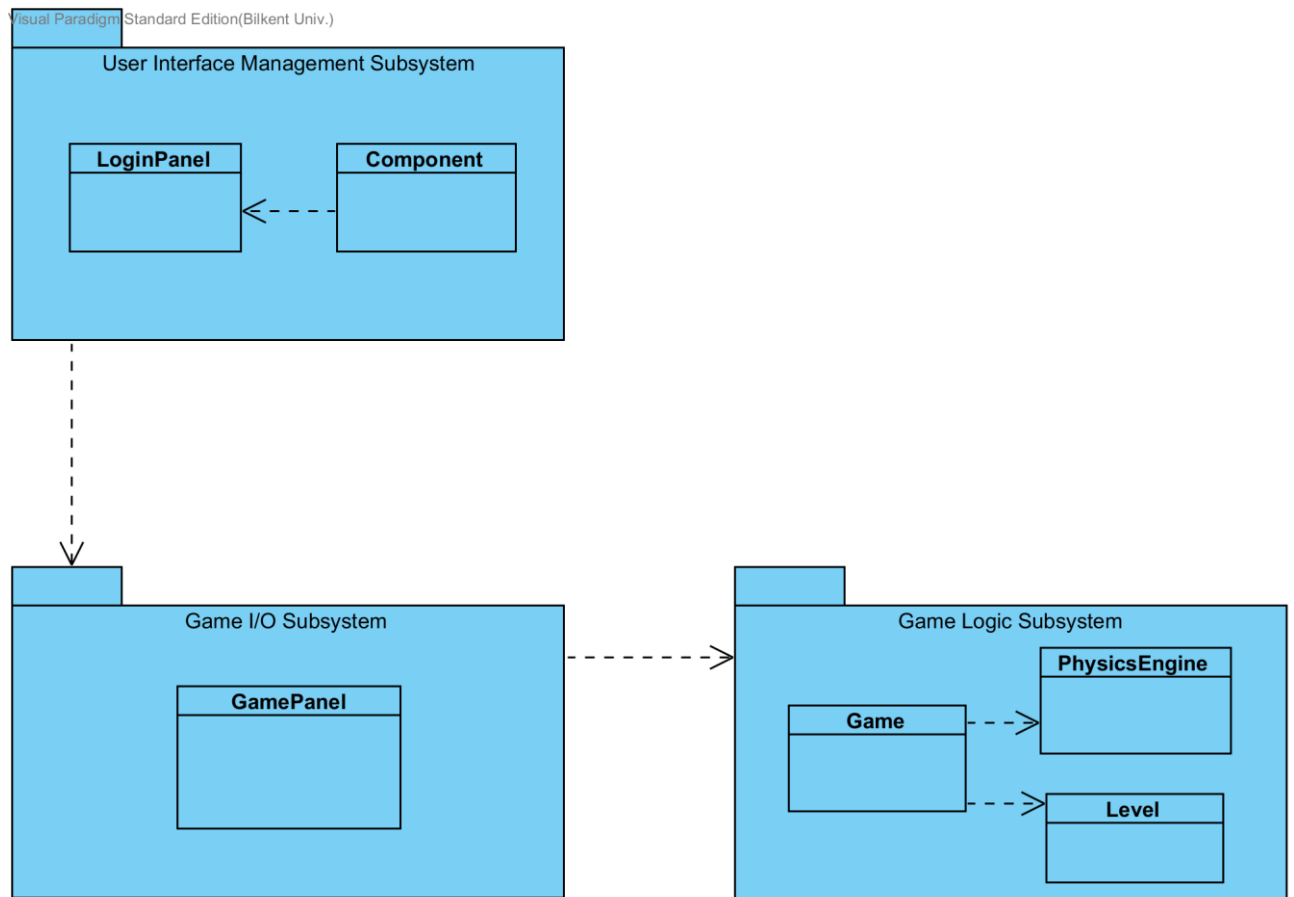 Visual Paradigm Standard Edition(Bilkent Univ.)
User Interface Management Subsystem
LoginPanel
Component
Game I/O Subsystem
GamePanel
Game Logic Subsystem
PhysicsEngine
Game
Level